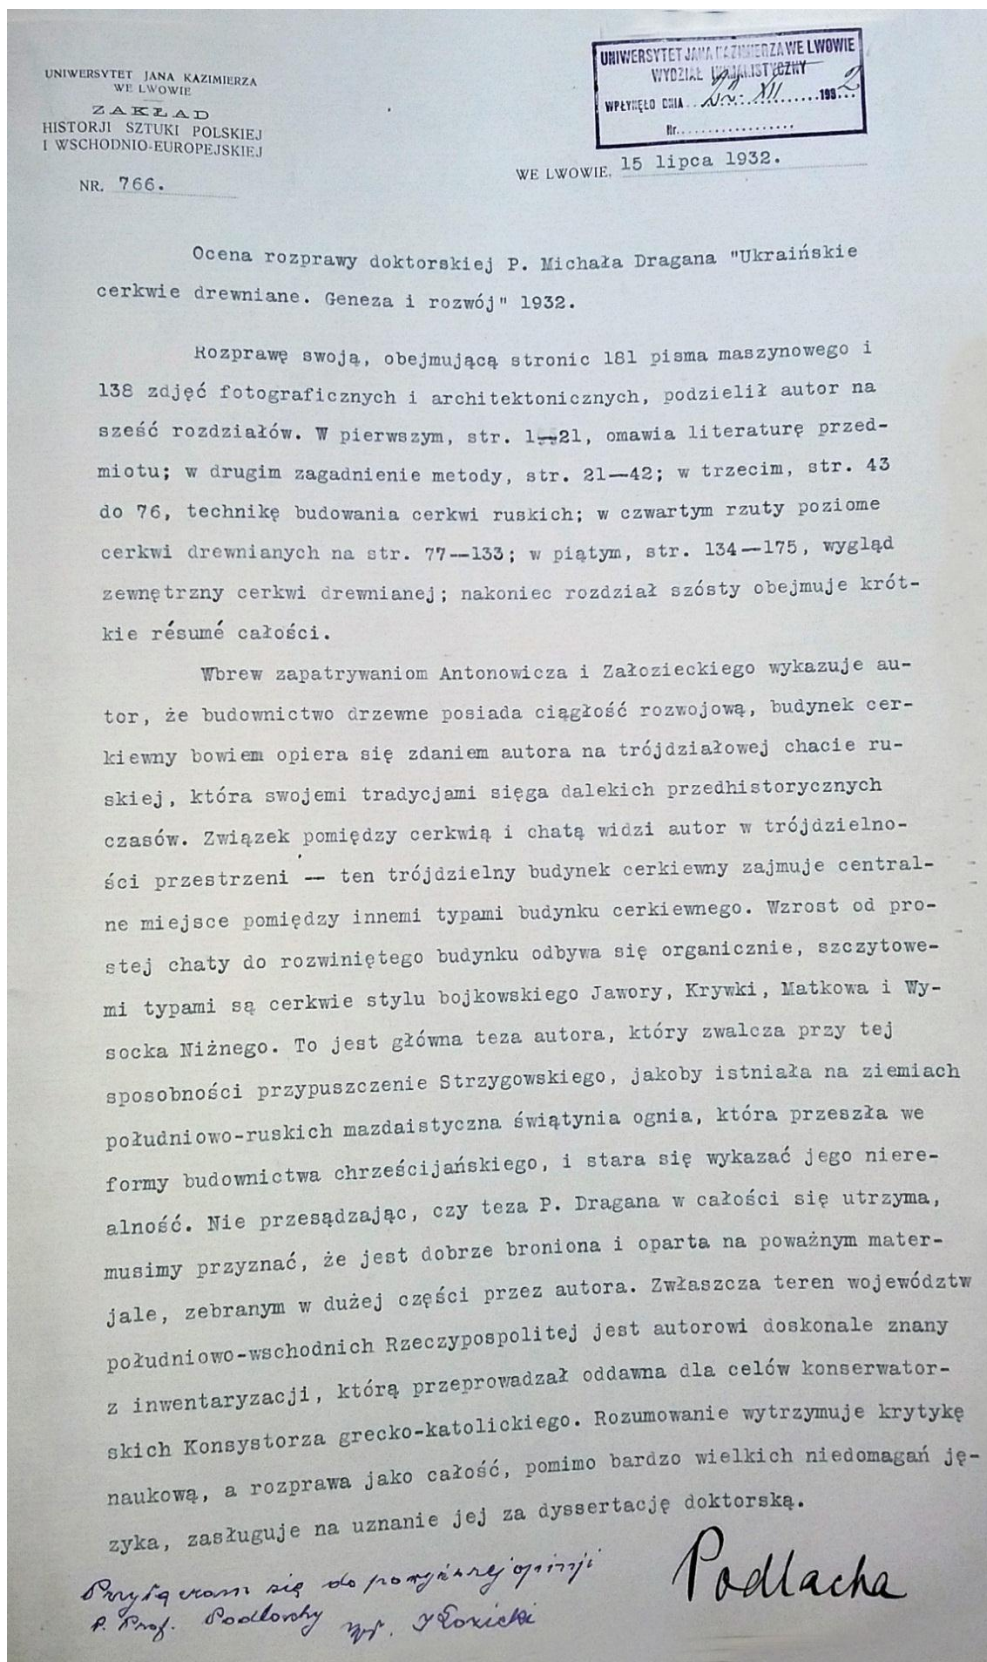 UNIWERSYTET JANA KAZIMIERZA
WE LWOWIE
ZAKŁAD
HISTORJI SZTUKI POLSKIEJ
I WSCHODNIO-EUROPEJSKIEJ
NR. 766.
UNIWERSYTET JANA KAZIMIERZA WE LWOWIE
WYDZIAŁ HUMANISTYCZNY
WPŁYNĘŁO DNIA 22. XII 1932
Nr.
WE LWOWIE, 15 lipca 1932.
Ocena rozprawy doktorskiej P. Michała Dragana "Ukraińskie
cerkwie drewniane. Geneza i rozwój" 1932.
Rozprawę swoją, obejmującą stronic 181 pisma maszynowego i
138 zdjęć fotograficznych i architektonicznych, podzielił autor na
sześć rozdziałów. W pierwszym, str. 1—21, omawia literaturę przed-
miotu; w drugim zagadnienie metody, str. 21—42; w trzecim, str. 43
do 76, technikę budowania cerkwi ruskich; w czwartym rzuty poziome
cerkwi drewnianych na str. 77—133; w piątym, str. 134—175, wygląd
zewnętrzny cerkwi drewnianej; nakoniec rozdział szósty obejmuje krót-
kie résumé całości.
Wbrew zapatrywaniom Antonowicza i Załozieckiego wykazuje au-
tor, że budownictwo drzewne posiada ciągłość rozwojową, budynek cer-
kiewny bowiem opiera się zdaniem autora na trójdziałowej chacie ru-
skiej, która swojemi tradycjami sięga dalekich przedhistorycznych
czasów. Związek pomiędzy cerkwią i chatą widzi autor w trójdzielno-
ści przestrzeni — ten trójdzielny budynek cerkiewny zajmuje central-
ne miejsce pomiędzy innemi typami budynku cerkiewnego. Wzrost od pro-
stej chaty do rozwiniętego budynku odbywa się organicznie, szczytowe-
mi typami są cerkwie stylu bojkowskiego Jawory, Krywki, Matkowa i Wy-
socka Niżnego. To jest główna teza autora, który zwalcza przy tej
sposobności przypuszczenie Strzygowskiego, jakoby istniała na ziemiach
południowo-ruskich mazdaistyczna świątynia ognia, która przeszła we
formy budownictwa chrześcijańskiego, i stara się wykazać jego niere-
alność. Nie przesądzając, czy teza P. Dragana w całości się utrzyma,
musimy przyznać, że jest dobrze broniona i oparta na poważnym mater-
jale, zebranym w dużej części przez autora. Zwłaszcza teren województw
południowo-wschodnich Rzeczypospolitej jest autorowi doskonale znany
z inwentaryzacji, którą przeprowadzał oddawna dla celów konserwator-
skich Konsystorza grecko-katolickiego. Rozumowanie wytrzymuje krytykę
naukową, a rozprawa jako całość, pomimo bardzo wielkich niedomagań ję-
zyka, zasługuje na uznanie jej za dyssertację doktorską.
Podlacha
Przyłączam się do powyższej opinji
P. Prof. Podlachy